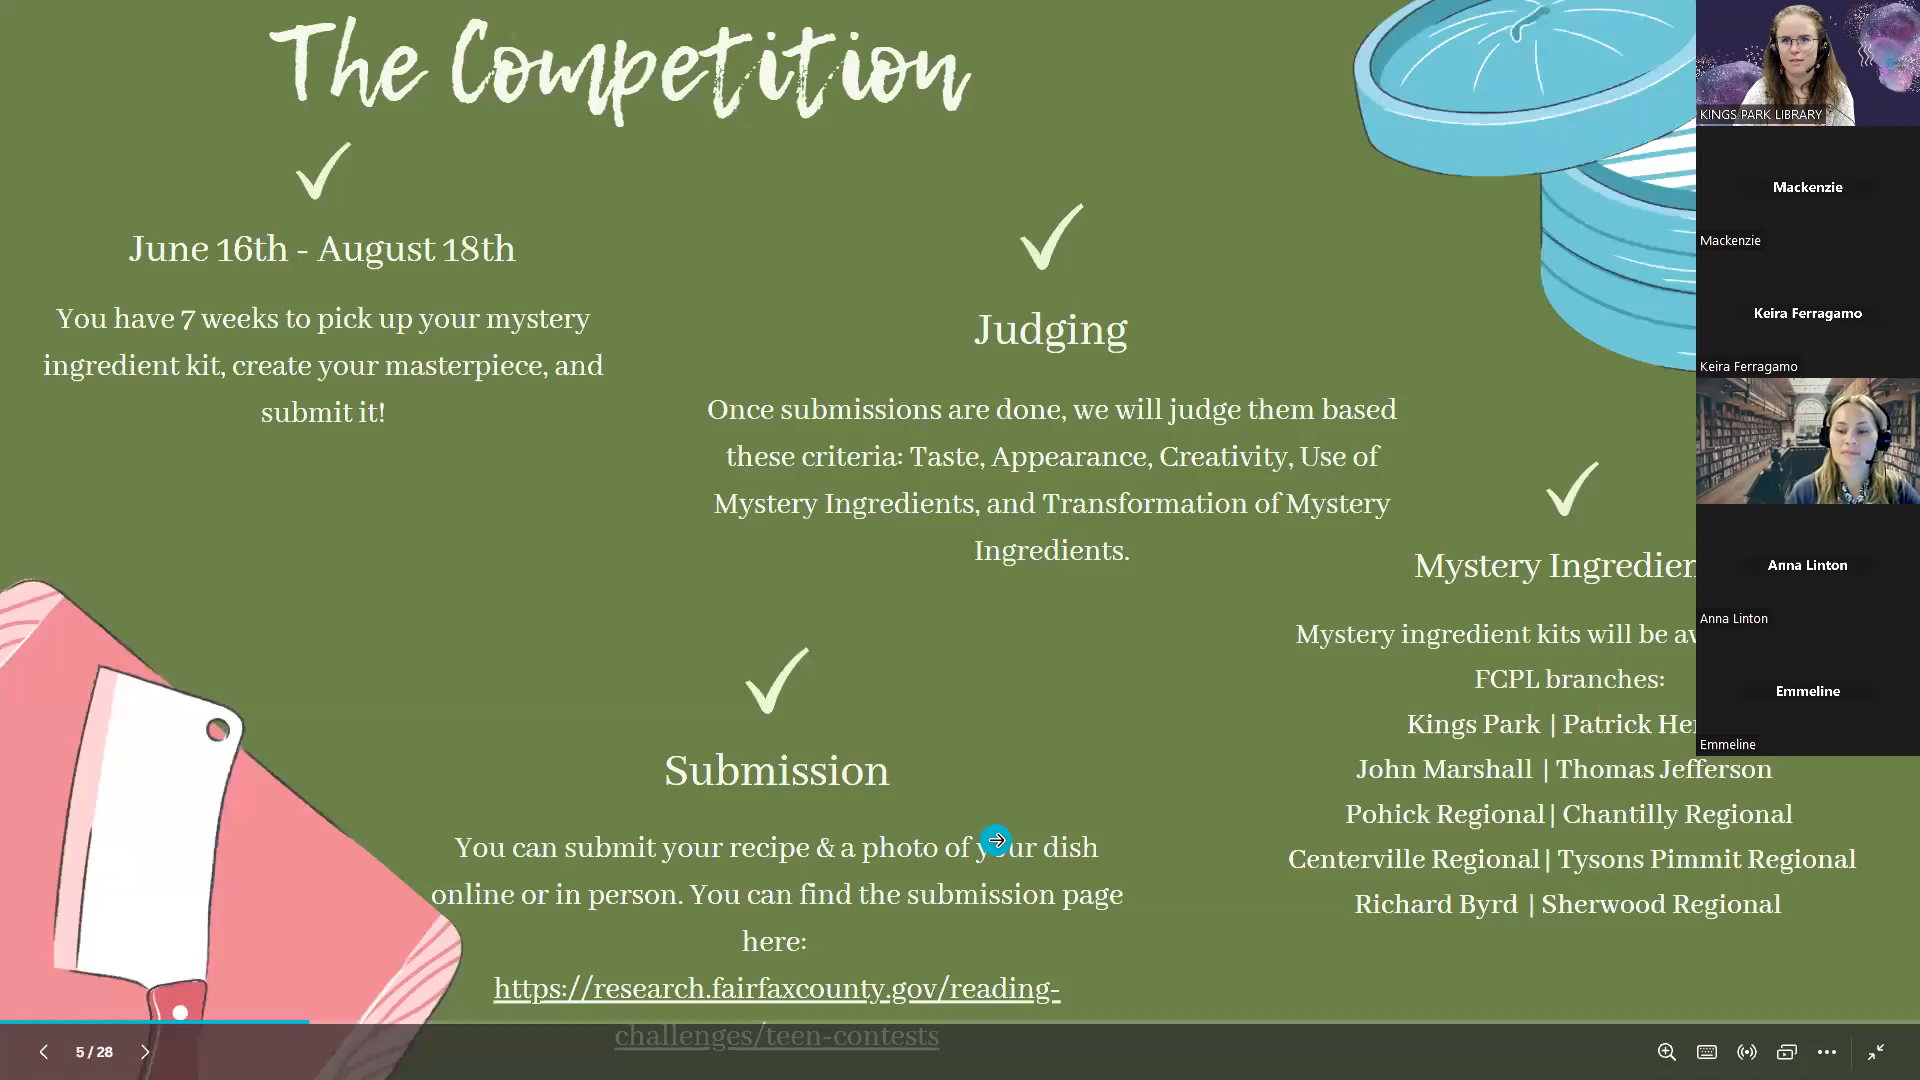 The Competition
June 16th - August 18th
You have 7 weeks to pick up your mystery
ingredient kit, create your masterpiece, and
submit it!
Judging
Once submissions are done, we will judge them based
these criteria: Taste, Appearance, Creativity, Use of
Mystery Ingredients, and Transformation of Mystery
Ingredients.
Submission
You can submit your recipe & a photo of your dish
online or in person. You can find the submission page
here:
https://research.fairfaxcounty.gov/reading-
challenges/teen-contests
Mystery
Mystery ingredient kits will be
FCPL branches:
Kings Park | Patrick
John Marshall | Thomas Jefferson
Pohick Regional | Chantilly Regional
Centerville Regional | Tysons Pimmit Regional
Richard Byrd | Sherwood Regional
KINGS PARK LIBRARY
Mackenzie
Mackenzie
Keira Ferragamo
Keira Ferragamo
Anna Linton
Anna Linton
Emmeline
Emmeline
5 / 28